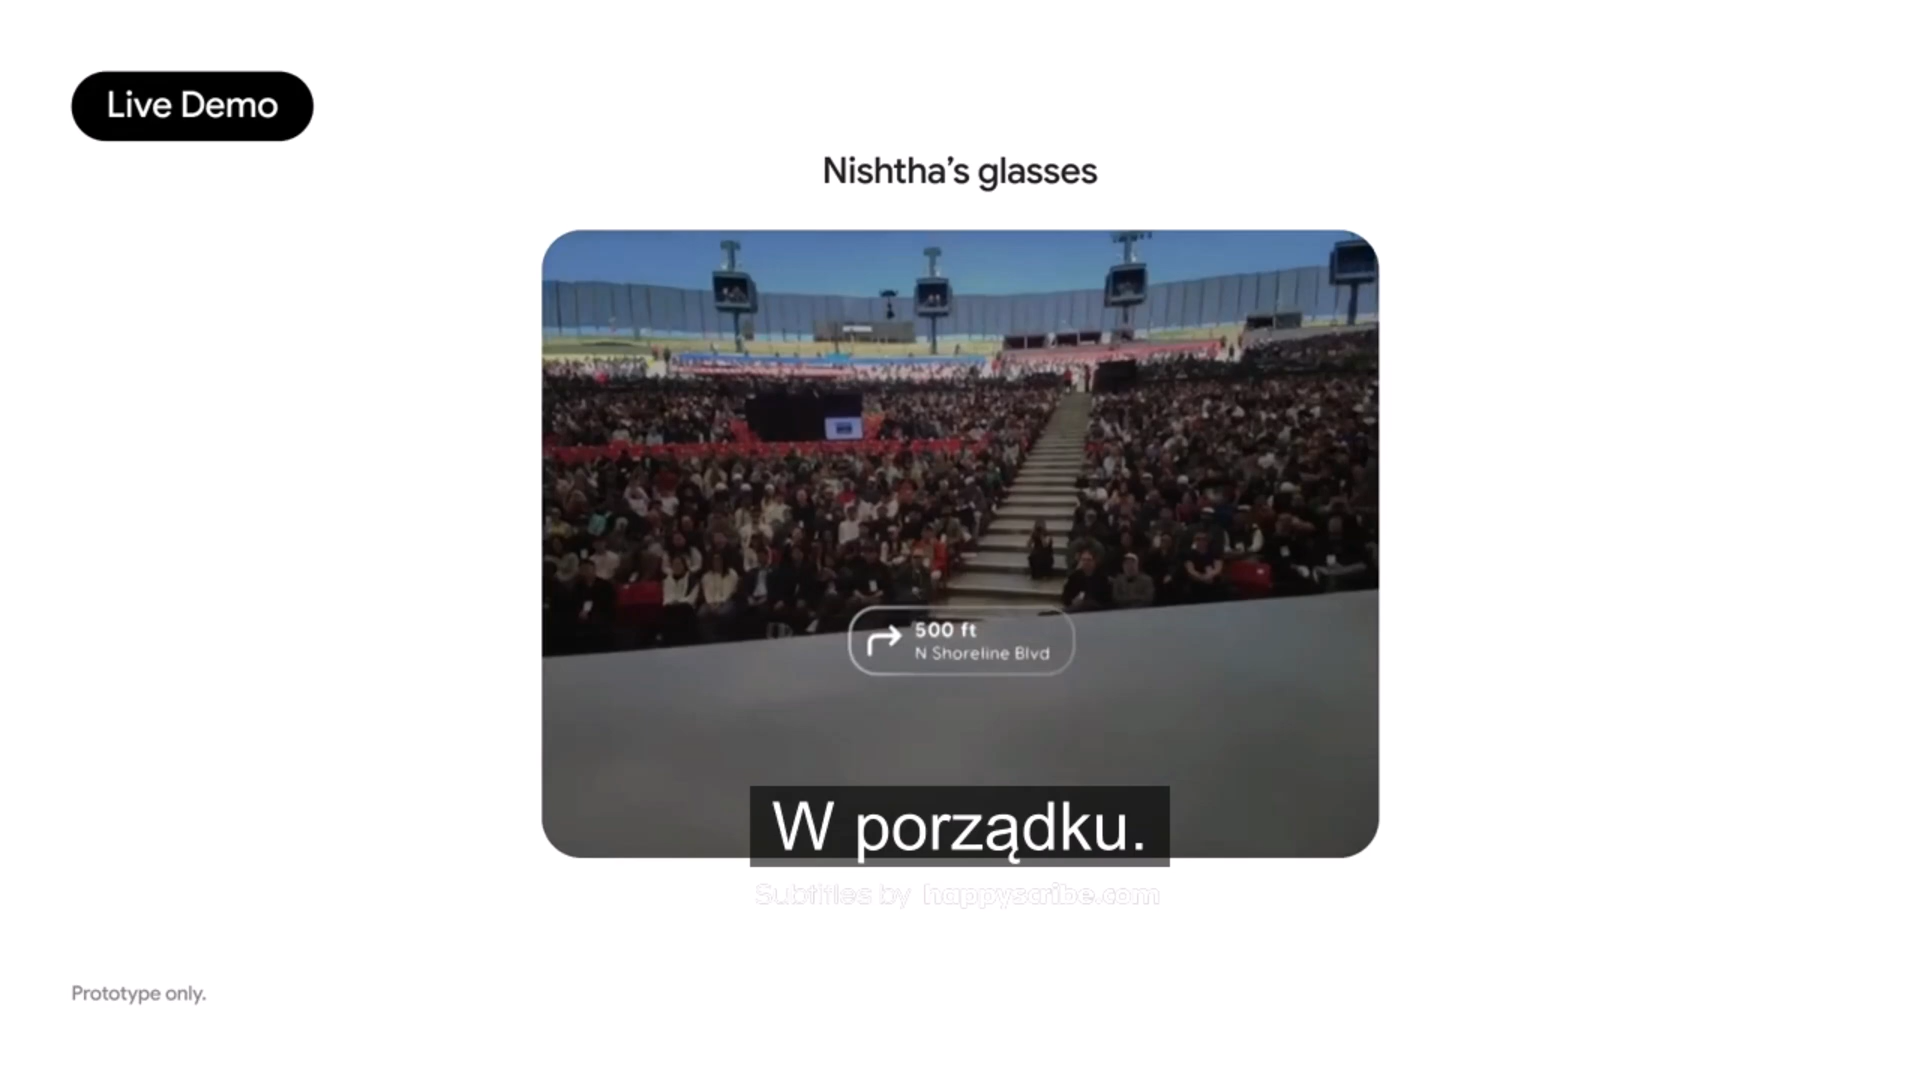 Live Demo
Nishtha’s glasses
500 ft
N Shoreline Blvd
W porządku.
Subtitles by happyscribe.com
Prototype only.